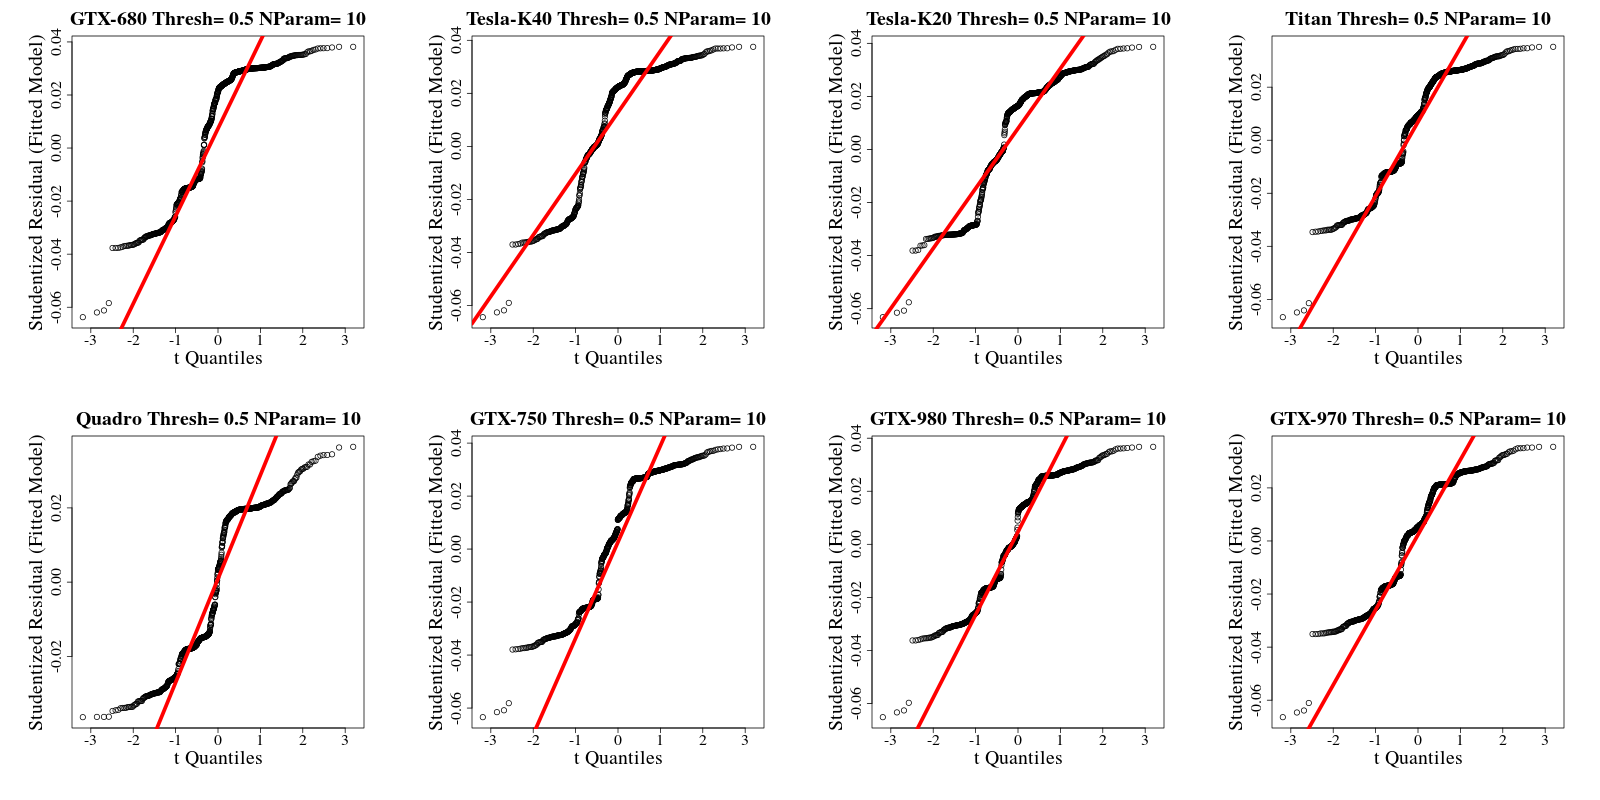 GTX-680 Thresh= 0.5 NParam= 10
Studentized Residual (Fitted Model)
0.04
0.02
0.00
-0.02
-0.04
-0.06
-3 -2 -1 0 1 2 3
t Quantiles
Tesla-K40 Thresh= 0.5 NParam= 10
Studentized Residual (Fitted Model)
0.04
0.02
0.00
-0.02
-0.04
-0.06
-3 -2 -1 0 1 2 3
t Quantiles
Tesla-K20 Thresh= 0.5 NParam= 10
Studentized Residual (Fitted Model)
0.04
0.02
0.00
-0.02
-0.04
-0.06
-3 -2 -1 0 1 2 3
t Quantiles
Titan Thresh= 0.5 NParam= 10
Studentized Residual (Fitted Model)
0.02
0.00
-0.02
-0.04
-0.06
-3 -2 -1 0 1 2 3
t Quantiles
Quadro Thresh= 0.5 NParam= 10
Studentized Residual (Fitted Model)
0.02
0.00
-0.02
-3 -2 -1 0 1 2 3
t Quantiles
GTX-750 Thresh= 0.5 NParam= 10
Studentized Residual (Fitted Model)
0.04
0.02
0.00
-0.02
-0.04
-0.06
-3 -2 -1 0 1 2 3
t Quantiles
GTX-980 Thresh= 0.5 NParam= 10
Studentized Residual (Fitted Model)
0.04
0.02
0.00
-0.02
-0.04
-0.06
-3 -2 -1 0 1 2 3
t Quantiles
GTX-970 Thresh= 0.5 NParam= 10
Studentized Residual (Fitted Model)
0.02
0.00
-0.02
-0.04
-0.06
-3 -2 -1 0 1 2 3
t Quantiles